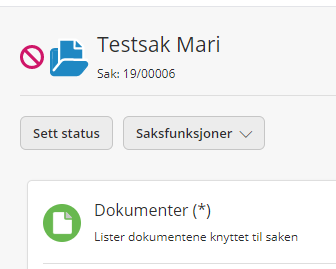 Testsak Mari
Sak: 19/00006
Sett status
Saksfunksjoner
Dokumenter (*)
Lister dokumentene knyttet til saken